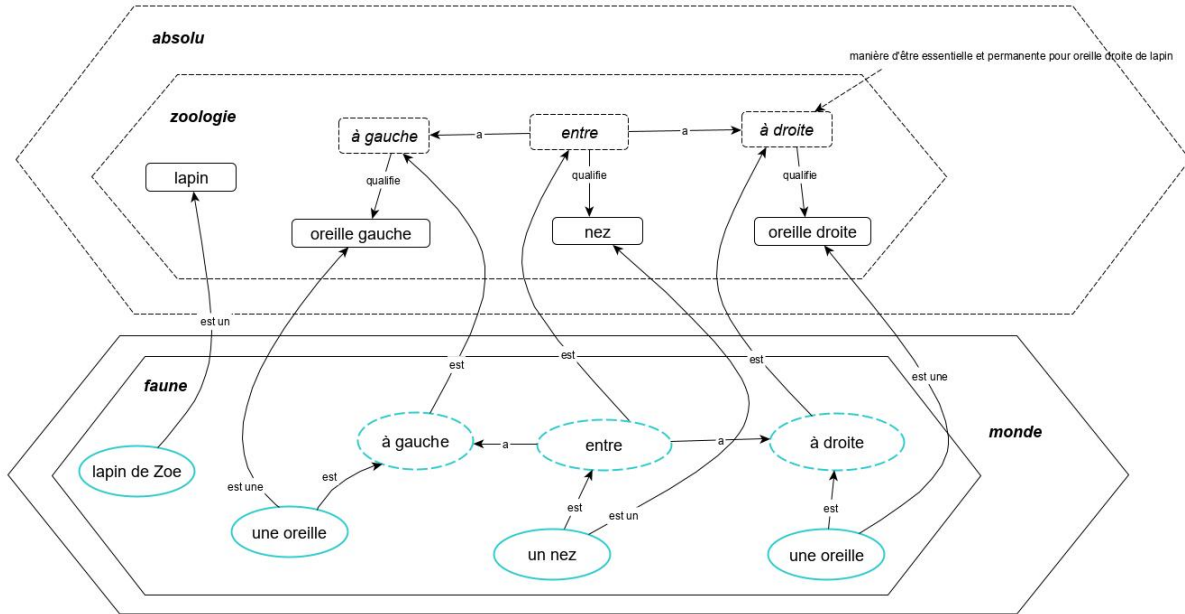 absolu
manière d'être essentielle et permanente pour oreille droite de lapin
zoologie
à gauche
a
entre
a
à droite
lapin
qualifie
qualifie
qualifie
oreille gauche
nez
oreille droite
est un
est
est
est
est une
faune
monde
à gauche
a
entre
a
à droite
lapin de Zoe
est
est une
est
est un
est
une oreille
un nez
une oreille